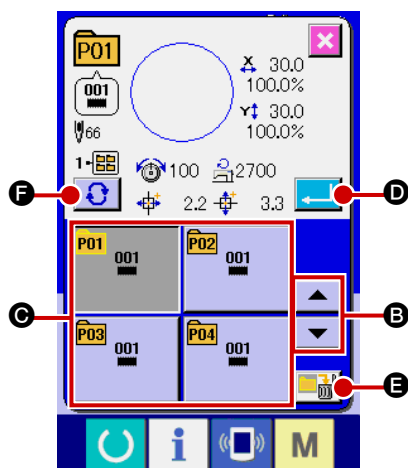 P01
001
X 30.0
100.0%
Y 30.0
100.0%
66
1-
100 2700
F
D
2.2 3.3
P01 001
P02 001
C
B
P03 001
P04 001
P
E
i
M